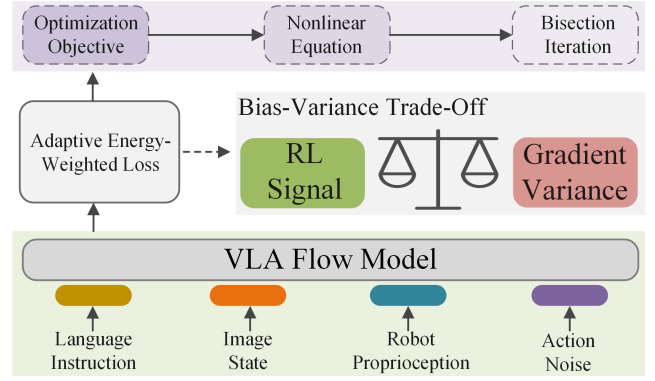 Optimization
Objective
Nonlinear
Equation
Bisection
Iteration
Adaptive Energy-
Weighted Loss
Bias-Variance Trade-Off
RL
Signal
Gradient
Variance
VLA Flow Model
Language
Instruction
Image
State
Robot
Proprioception
Action
Noise